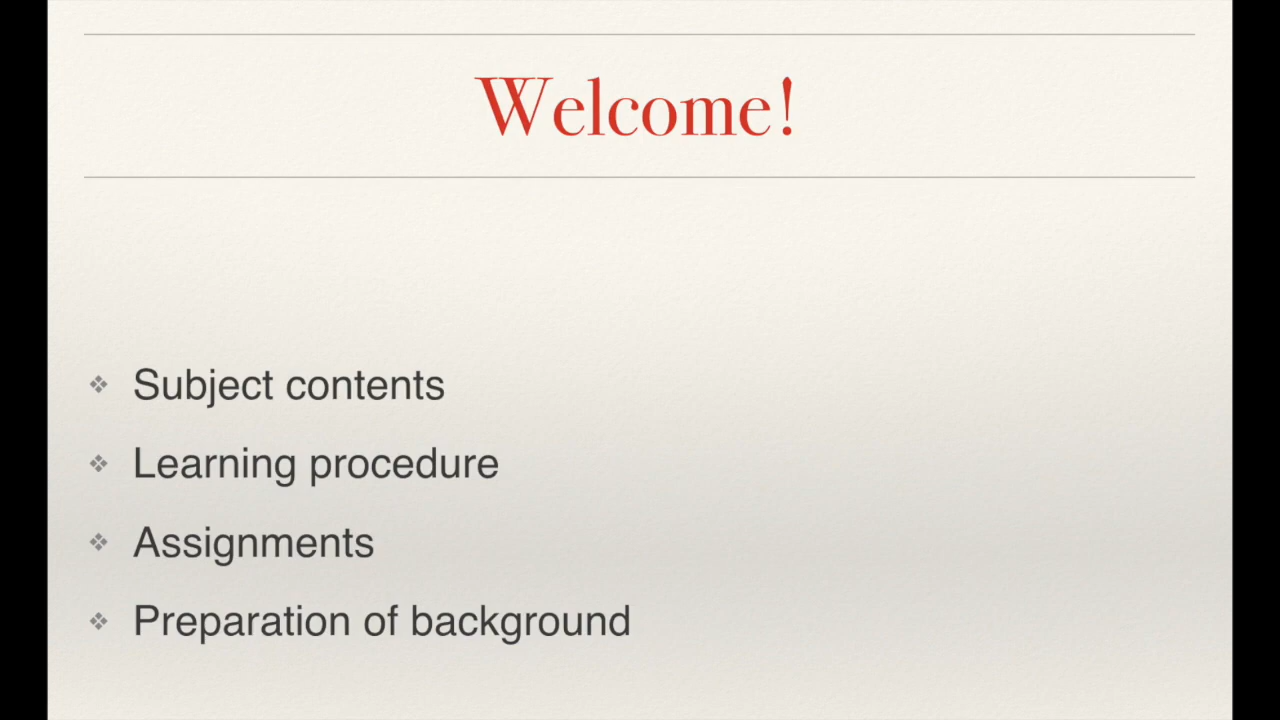 Welcome!
Subject contents
Learning procedure
Assignments
Preparation of background